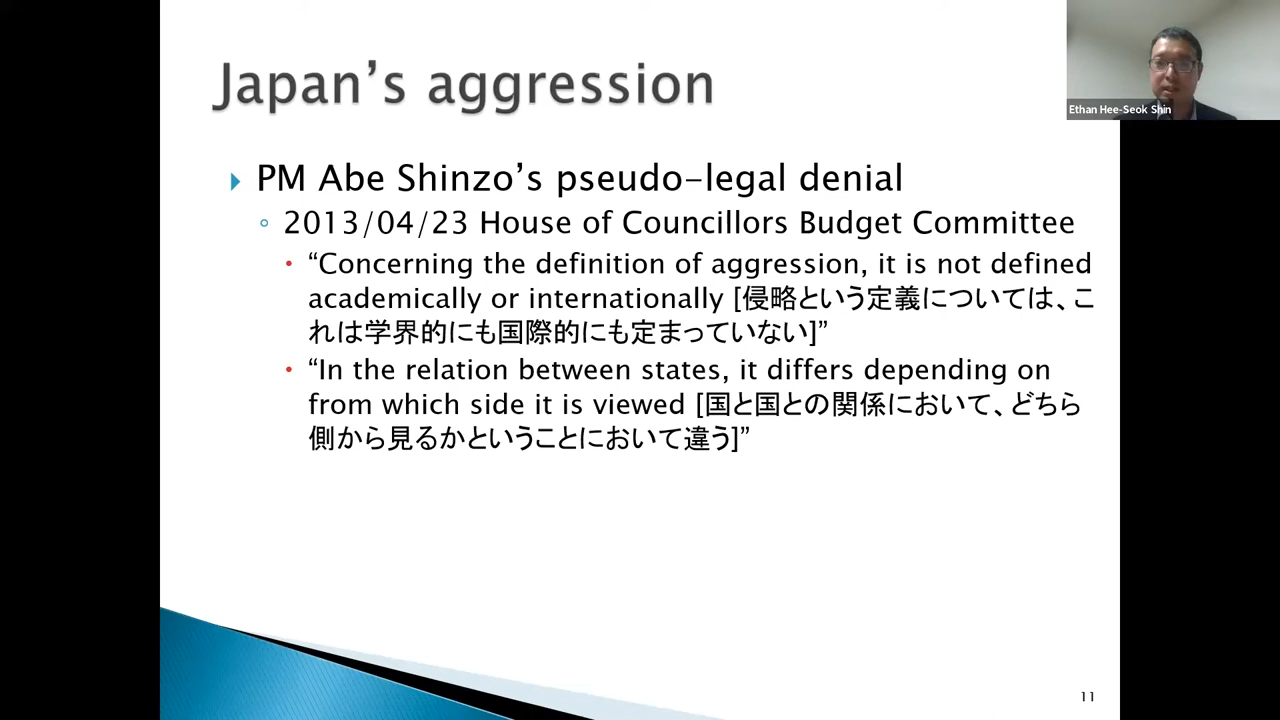 Japan's aggression
Ethan Hee-Seok Shin
PM Abe Shinzo's pseudo-legal denial
2013/04/23 House of Councillors Budget Committee
“Concerning the definition of aggression, it is not defined
academically or internationally [侵略という定義については、こ
れは学界的にも国際的にも定まっていない]”
“In the relation between states, it differs depending on
from which side it is viewed [国と国との関係において、どちら
側から見るかということにおいて違う]”
11